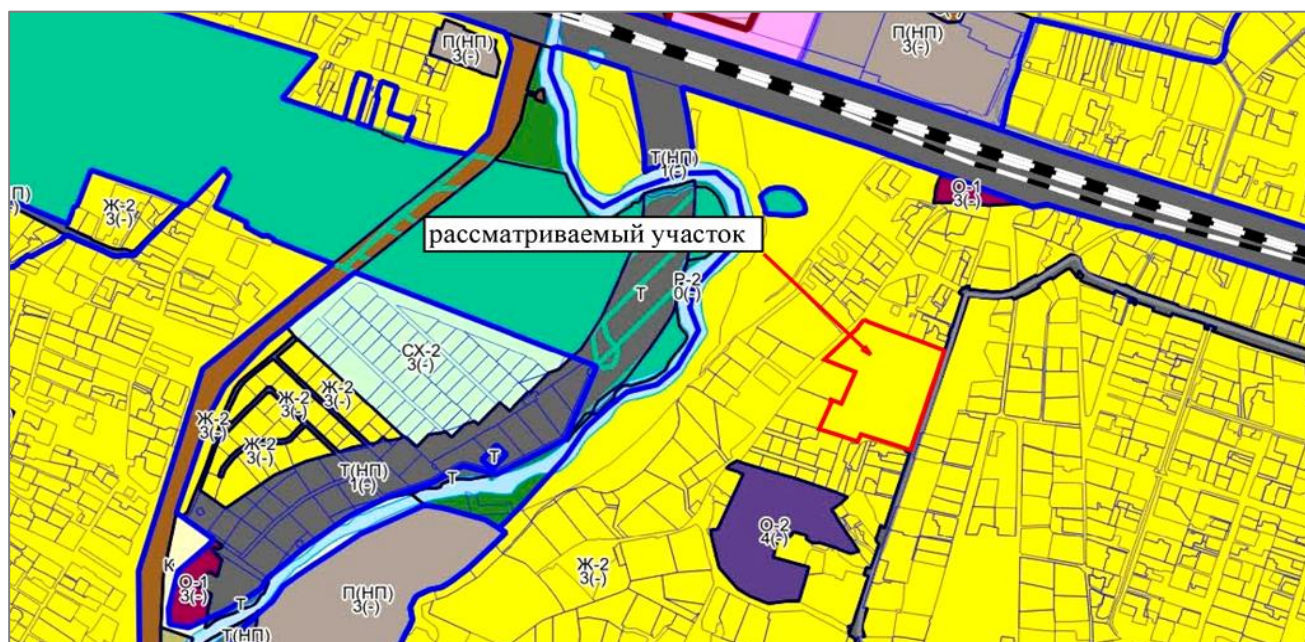 П(НП)
3(-)
П(НП)
3(-)
Т(НП)
1(-)
О-1
3(-)
П)
(-)
Ж-2
3(-)
рассматриваемый участок
Р-2
0(-)
Т
СХ-2
3(-)
Ж-2
3(-)
Ж-2
3(-)
Ж-2
3(-)
Ж-2
3(-)
Т(НП)
1(-)
Т
Т
О-2
4(-)
Ж-2
3(-)
К
О-1
3(-)
П(НП)
3(-)
Т
Т(НП)